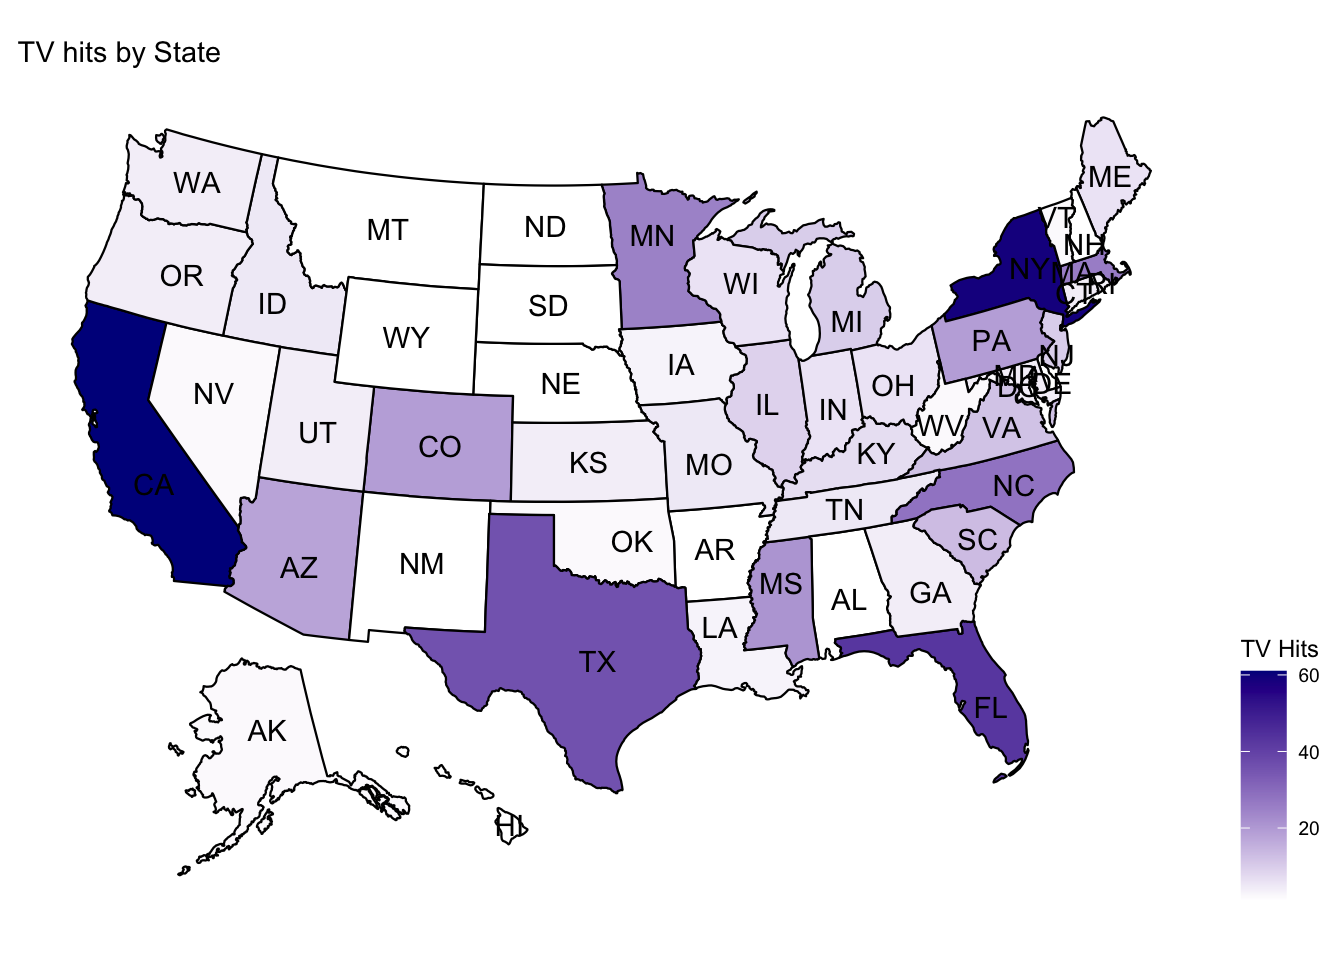 TV hits by State
WA
MT
ND
MN
ME
VT
NH
OR
ID
WY
SD
WI
MI
NY
MA
RI
CT
NV
UT
CO
NE
IA
IL
IN
OH
PA
NJ
MD
DC
DE
CA
AZ
NM
KS
MO
KY
WV
VA
OK
AR
TN
NC
SC
TX
LA
MS
AL
GA
FL
AK
HI
TV Hits
60
40
20